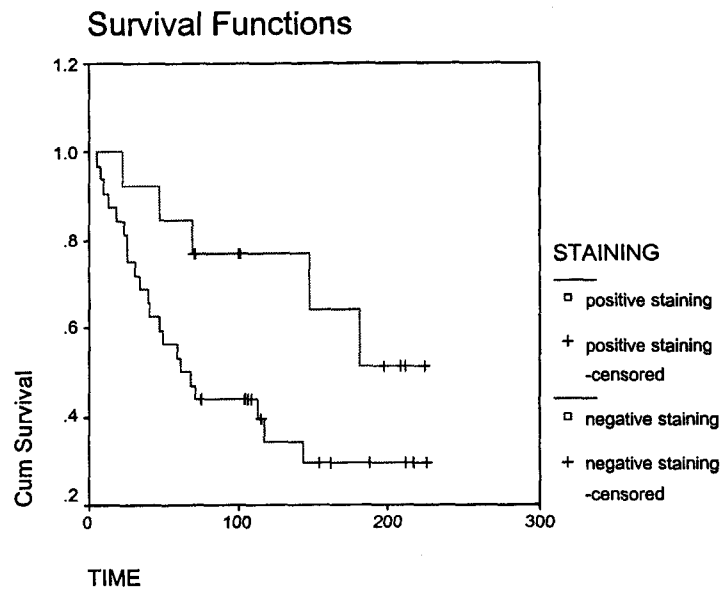 Survival Functions
1.2
1.0
.8
.6
.4
.2
0
100
200
300
Cum Survival
TIME
STAINING
positive staining
positive staining
-censored
negative staining
negative staining
-censored